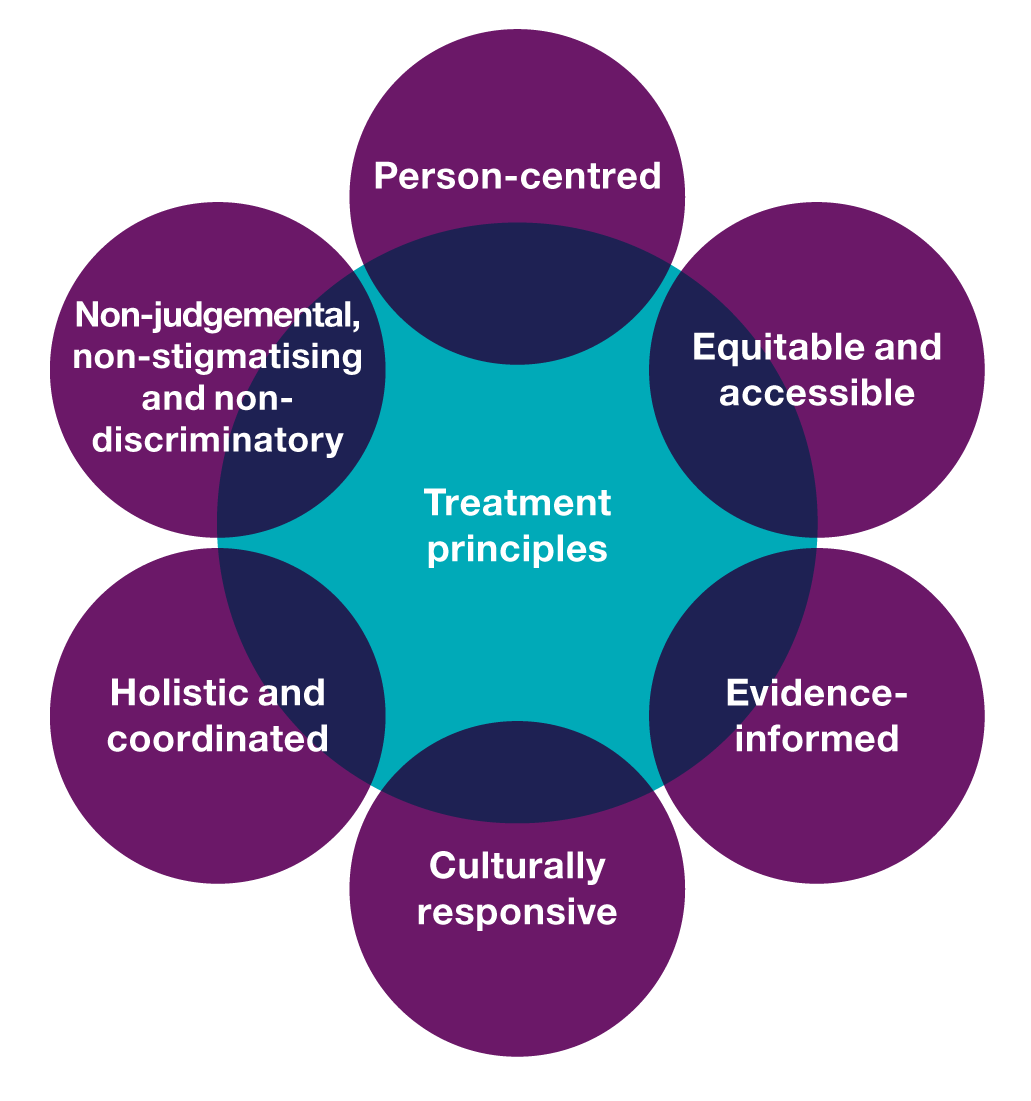 Person-centred
Non-judgemental,
non-stigmatising
and non-
discriminatory
Equitable and
accessible
Treatment
principles
Holistic and
coordinated
Evidence-
informed
Culturally
responsive